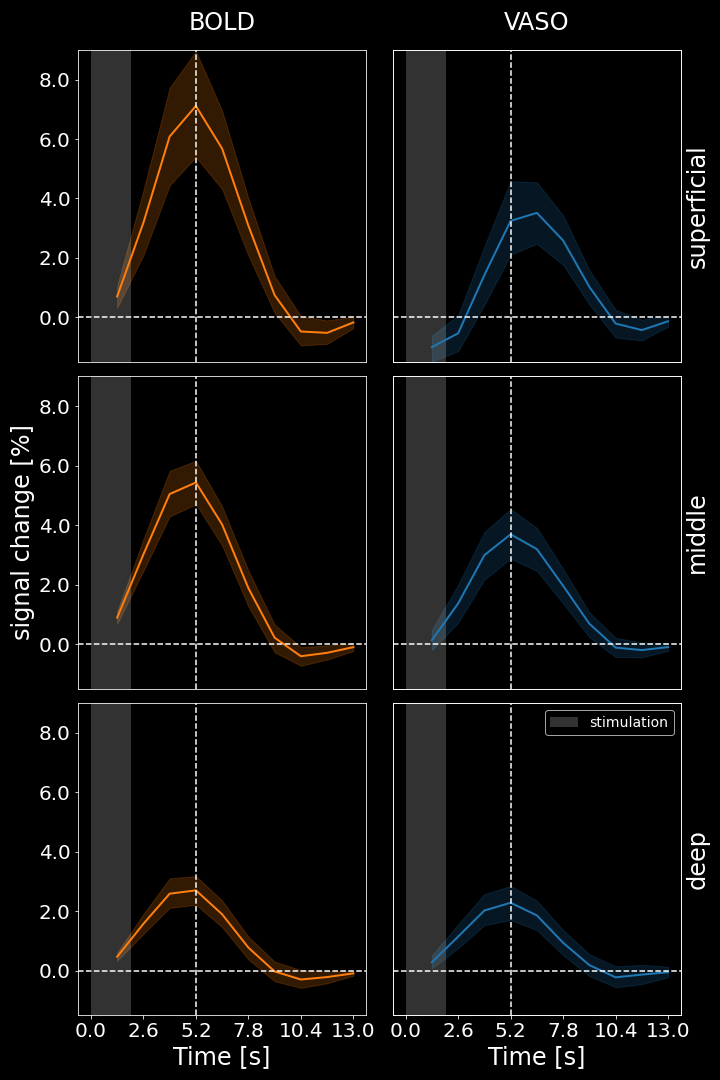 BOLD VASO
8.0
6.0
4.0
2.0
0.0
superficial
signal change [%]
8.0
6.0
4.0
2.0
0.0
middle
8.0
6.0
4.0
2.0
0.0
stimulation
deep
0.0 2.6 5.2 7.8 10.4 13.0 0.0 2.6 5.2 7.8 10.4 13.0
Time [s] Time [s]